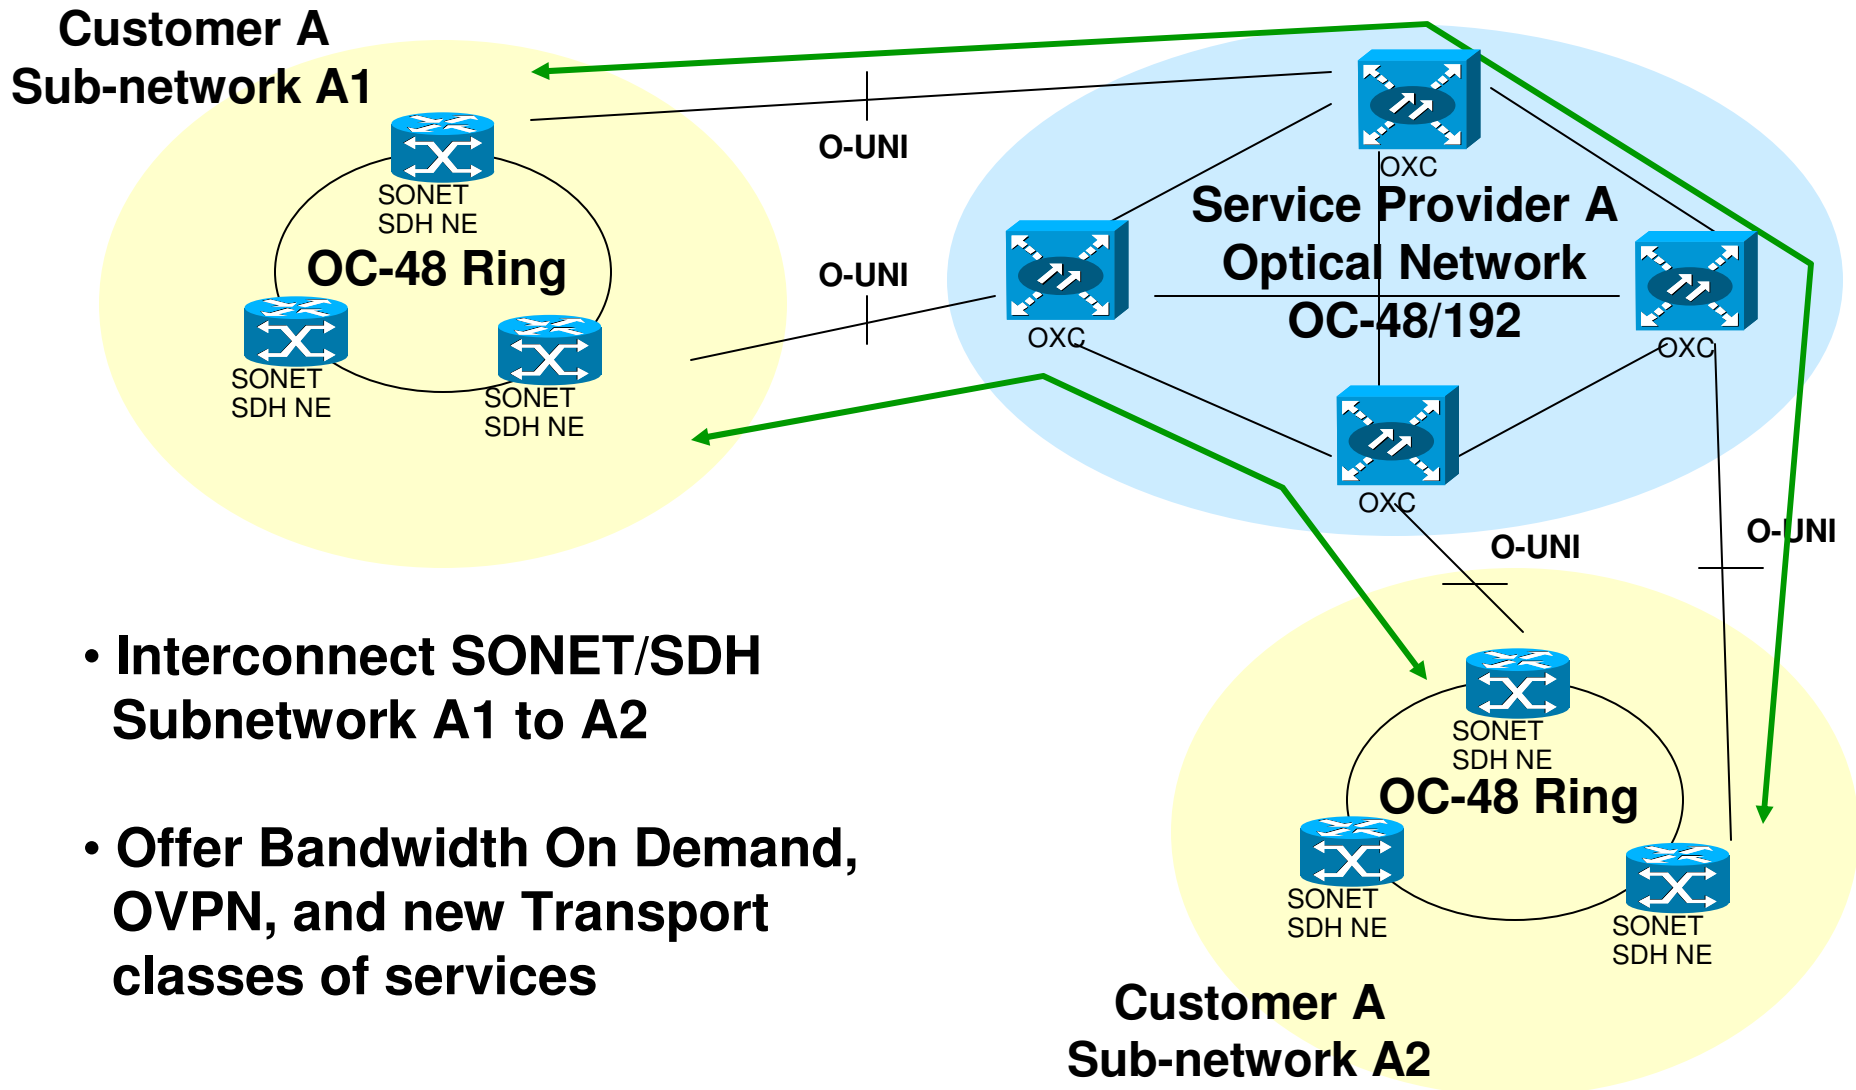 Customer A
Sub-network A1
SONET
SDH NE
OC-48 Ring
SONET
SDH NE
SONET
SDH NE
O-UNI
O-UNI
OXC
Service Provider A
Optical Network
OC-48/192
OXC
OXC
OXC
O-UNI
O-UNI
• Interconnect SONET/SDH
Subnetwork A1 to A2
• Offer Bandwidth On Demand,
OVPN, and new Transport
classes of services
SONET
SDH NE
OC-48 Ring
SONET
SDH NE
SONET
SDH NE
Customer A
Sub-network A2